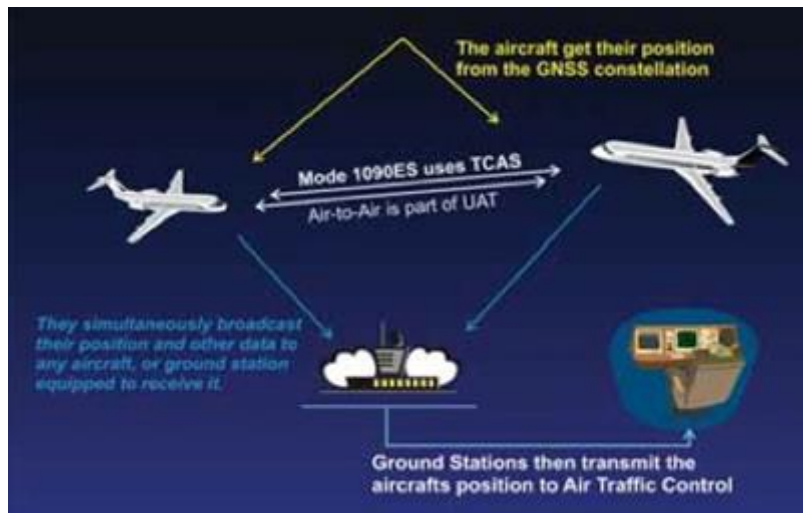 The aircraft get their position
from the GNSS constellation
Mode 1090ES uses TCAS
Air-to-Air is part of UAT
They simultaneously broadcast
their position and other data to
any aircraft, or ground station
equipped to receive it.
Ground Stations then transmit the
aircrafts position to Air Traffic Control